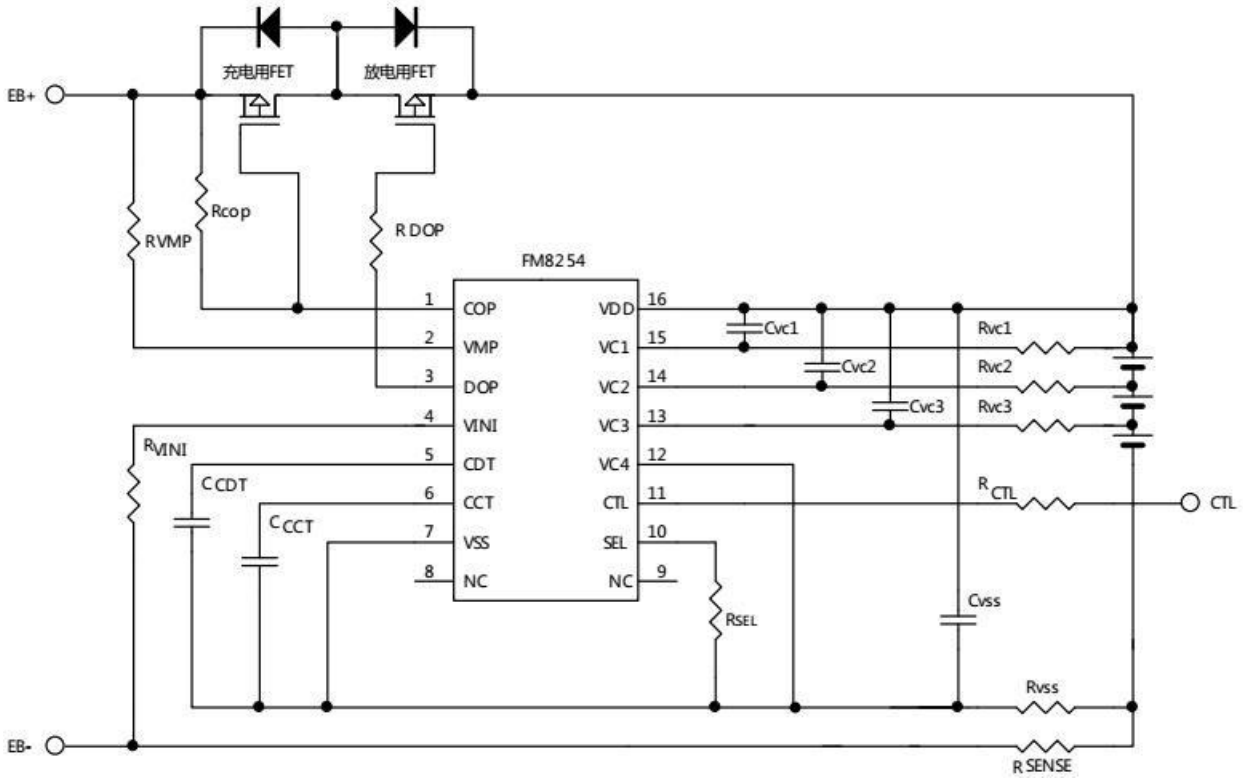 充电用FET 放电用FET
EB+
Rcop
RVMP
R DOP
FM8254
1 COP VDD 16
Cvc1 Rvc1
2 VMP VC1 15
Cvc2 Rvc2
3 DOP VC2 14
Cvc3 Rvc3
4 VINI VC3 13
RVINI
5 CDT VC4 12
C CDT
R CTL
6 CCT CTL 11
CTL
C CCT
7 VSS SEL 10
8 NC NC 9
Cvss
RSEL
Rvss
EB-
R SENSE